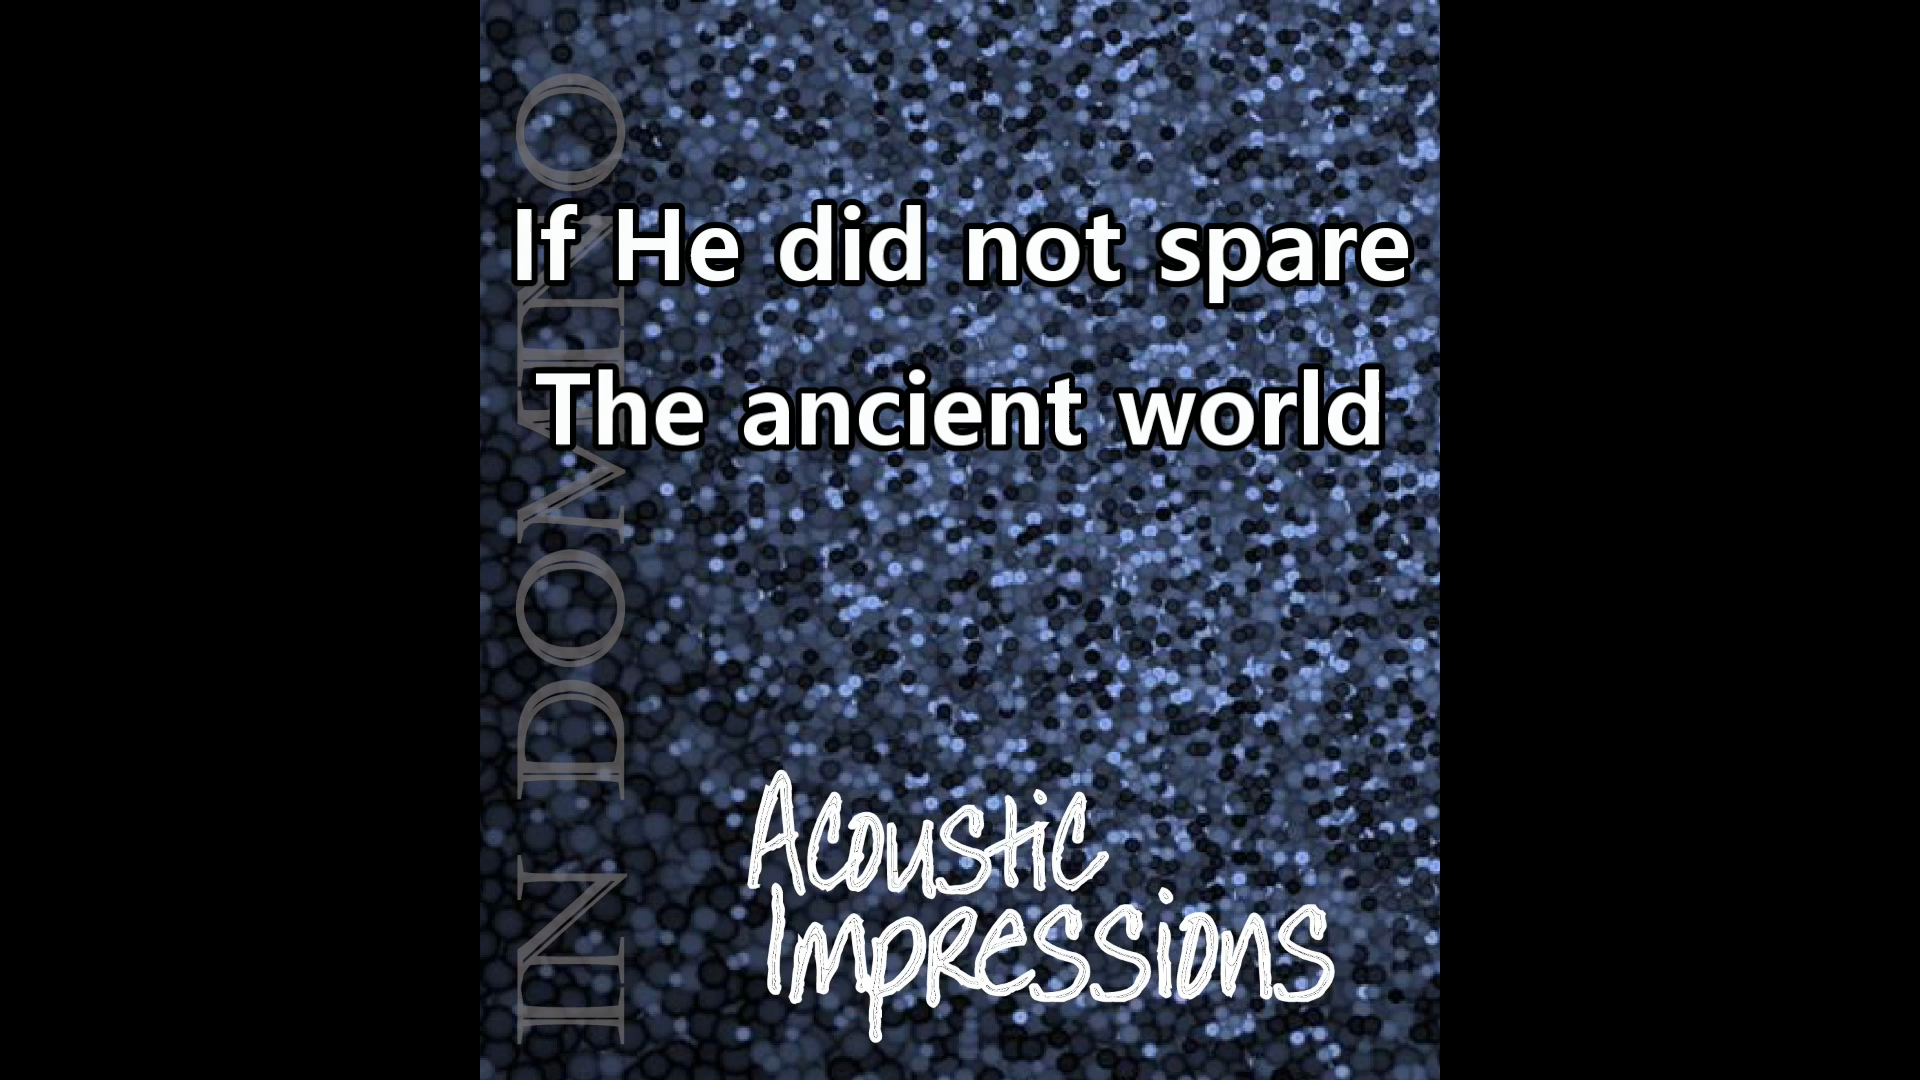 If He did not spare
The ancient world
IN DOMINO
Acoustic
Impressions